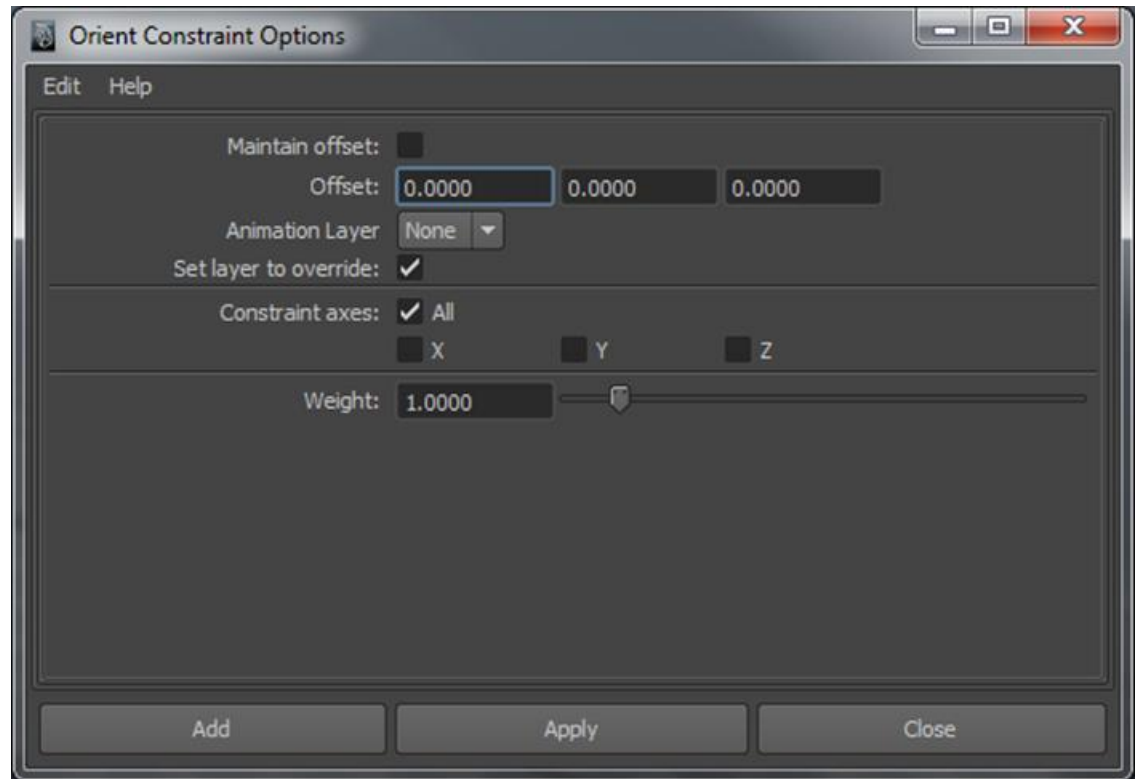 Orient Constraint Options
Edit Help
Maintain offset:
Offset: 0.0000 0.0000 0.0000
Animation Layer None
Set layer to override:
Constraint axes: All
X Y Z
Weight: 1.0000
Add Apply Close